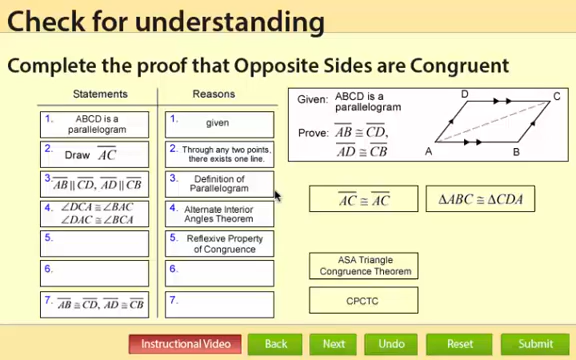 Check for understanding
Complete the proof that Opposite Sides are Congruent
Statements
Reasons
1. ABCD is a
parallelogram
1. given
2. Draw AC
2. Through any two points,
there exists one line.
3. AB || CD, AD || CB
3. Definition of
Parallelogram
4. ∠DCA ≅ ∠BAC
∠DAC ≅ ∠BCA
4. Alternate Interior
Angles Theorem
5.
5. Reflexive Property
of Congruence
6.
6.
7. AB ≅ CD, AD ≅ CB
7.
Given: ABCD is a
parallelogram
Prove: AB ≅ CD,
AD ≅ CB
D
C
A
B
AC ≅ AC
ΔABC ≅ ΔCDA
ASA Triangle
Congruence Theorem
CPCTC
Instructional Video
Back
Next
Undo
Reset
Submit